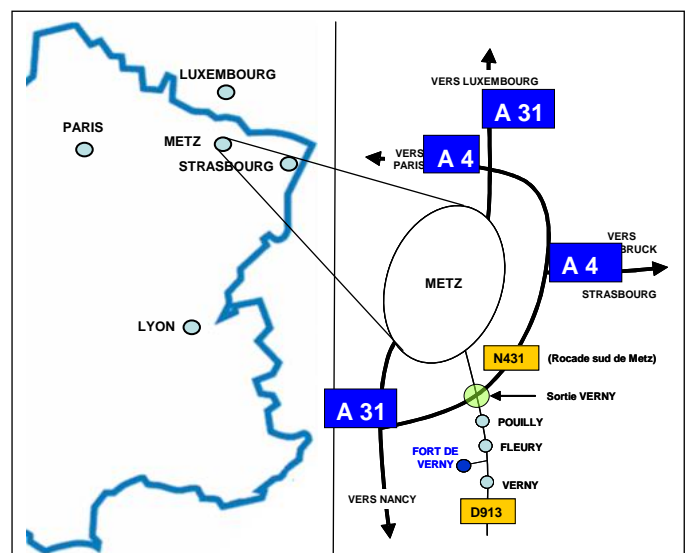 LUXEMBOURG
PARIS
METZ
STRASBOURG
LYON
VERS LUXEMBOURG
A 31
VERS
PARIS
A 4
VERS
BRUCK
A 4
STRASBOURG
METZ
N431
(Rocade sud de Metz)
Sortie VERNY
A 31
POUILLY
FLEURY
FORT DE
VERNY
VERNY
VERS NANCY
D913